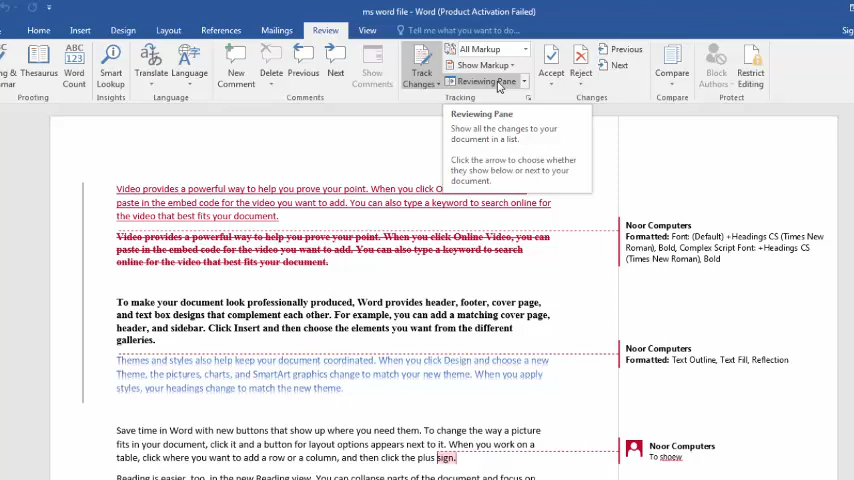 ms word file - Word (Product Activation Failed)
Home Insert Design Layout References Mailings Review View Tell me what you want to do...
Thesaurus Word Count Smart Lookup Translate Language New Comment Delete Previous Next Show Comments Track Changes All Markup Accept Reject Previous Compare Block Authors Restrict Editing
Show Markup Next
Reviewing Pane
Proofing Insights Language Comments Tracking Changes Compare Protect
Reviewing Pane
Show all the changes to your
document in a list.
Click the arrow to choose whether
they show below or next to your
document.
Video provides a powerful way to help you prove your point. When you click O
paste in the embed code for the video you want to add. You can also type a keyword to search online for
the video that best fits your document.
Video provides a powerful way to help you prove your point. When you click Online Video, you can
paste in the embed code for the video you want to add. You can also type a keyword to search
online for the video that best fits your document.
To make your document look professionally produced, Word provides header, footer, cover page,
and text box designs that complement each other. For example, you can add a matching cover page,
header, and sidebar. Click Insert and then choose the elements you want from the different
galleries.
Themes and styles also help keep your document coordinated. When you click Design and choose a new
Theme, the pictures, charts, and SmartArt graphics change to match your new theme. When you apply
styles, your headings change to match the new theme.
Save time in Word with new buttons that show up where you need them. To change the way a picture
fits in your document, click it and a button for layout options appears next to it. When you work on a
table, click where you want to add a row or a column, and then click the plus sign.
Reading is easier, too, in the new Reading view. You can collapse parts of the document and focus on
Noor Computers
Formatted: Font: (Default) +Headings CS (Times New
Roman), Bold, Complex Script Font: +Headings CS
(Times New Roman), Bold
Noor Computers
Formatted: Text Outline, Text Fill, Reflection
Noor Computers
To shoew